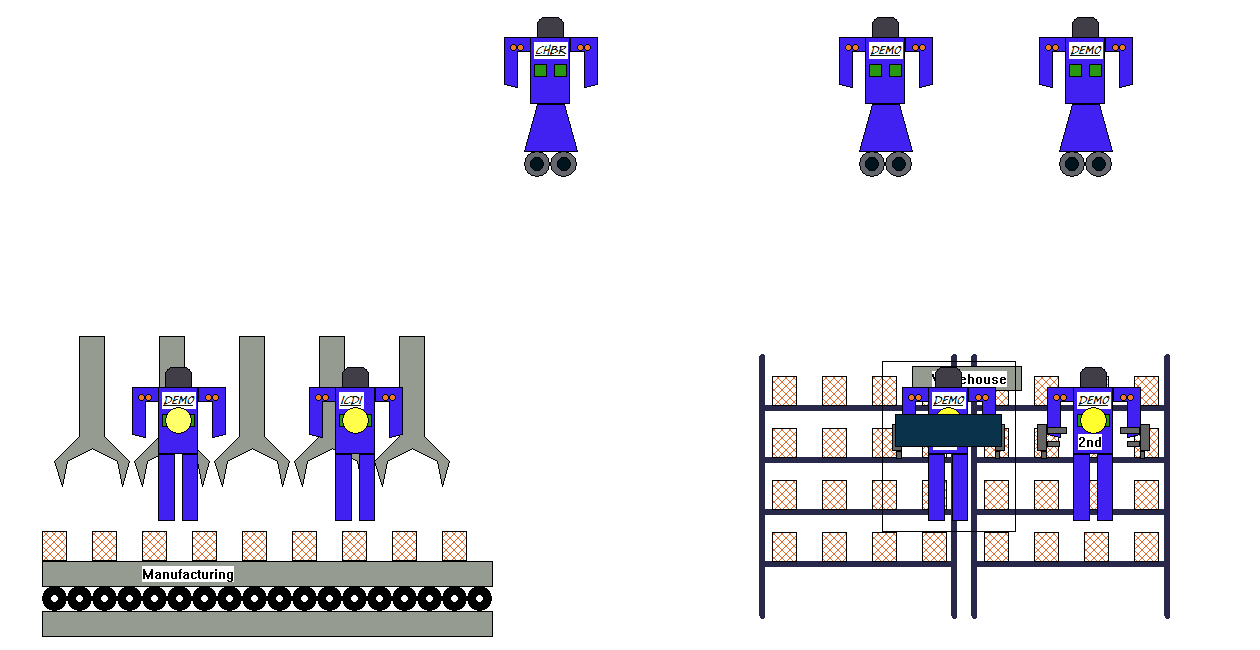 CHBR
DEMO
DEMO
DEMO
ICDI
DEMO
DEMO
2nd
Manufacturing